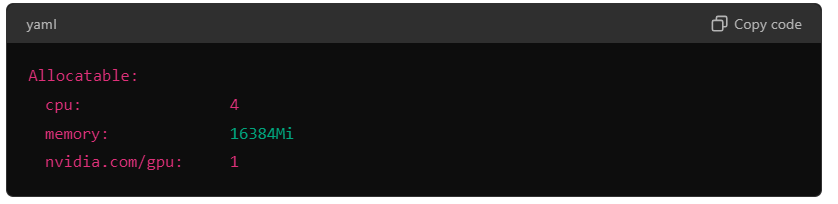 yaml
Copy code
Allocatable:
cpu: 4
memory: 16384Mi
nvidia.com/gpu: 1